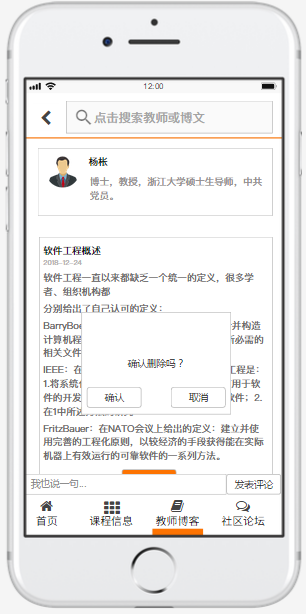 12:00
点击搜索教师或博文
杨枨
博士，教授，浙江大学硕士生导师，中共
党员。
软件工程概述
2018-12-24
软件工程一直以来都缺乏一个统一的定义，很多学
者、组织机构都
分别给出了自己认可的定义：
BarryBoe 并构造
计算机程 所必需的
相关文件
IEEE：在 工程是：
1.将系统化 用于软
件的开发 软件；2.
在1中所述
FritzBauer：在NATO会议上给出的定义：建立并使
用完善的工程化原则，以较经济的手段获得能在实际
机器上有效运行的可靠软件的一系列方法。
确认删除吗？
确认 取消
我也说一句... 发表评论
首页 课程信息 教师博客 社区论坛